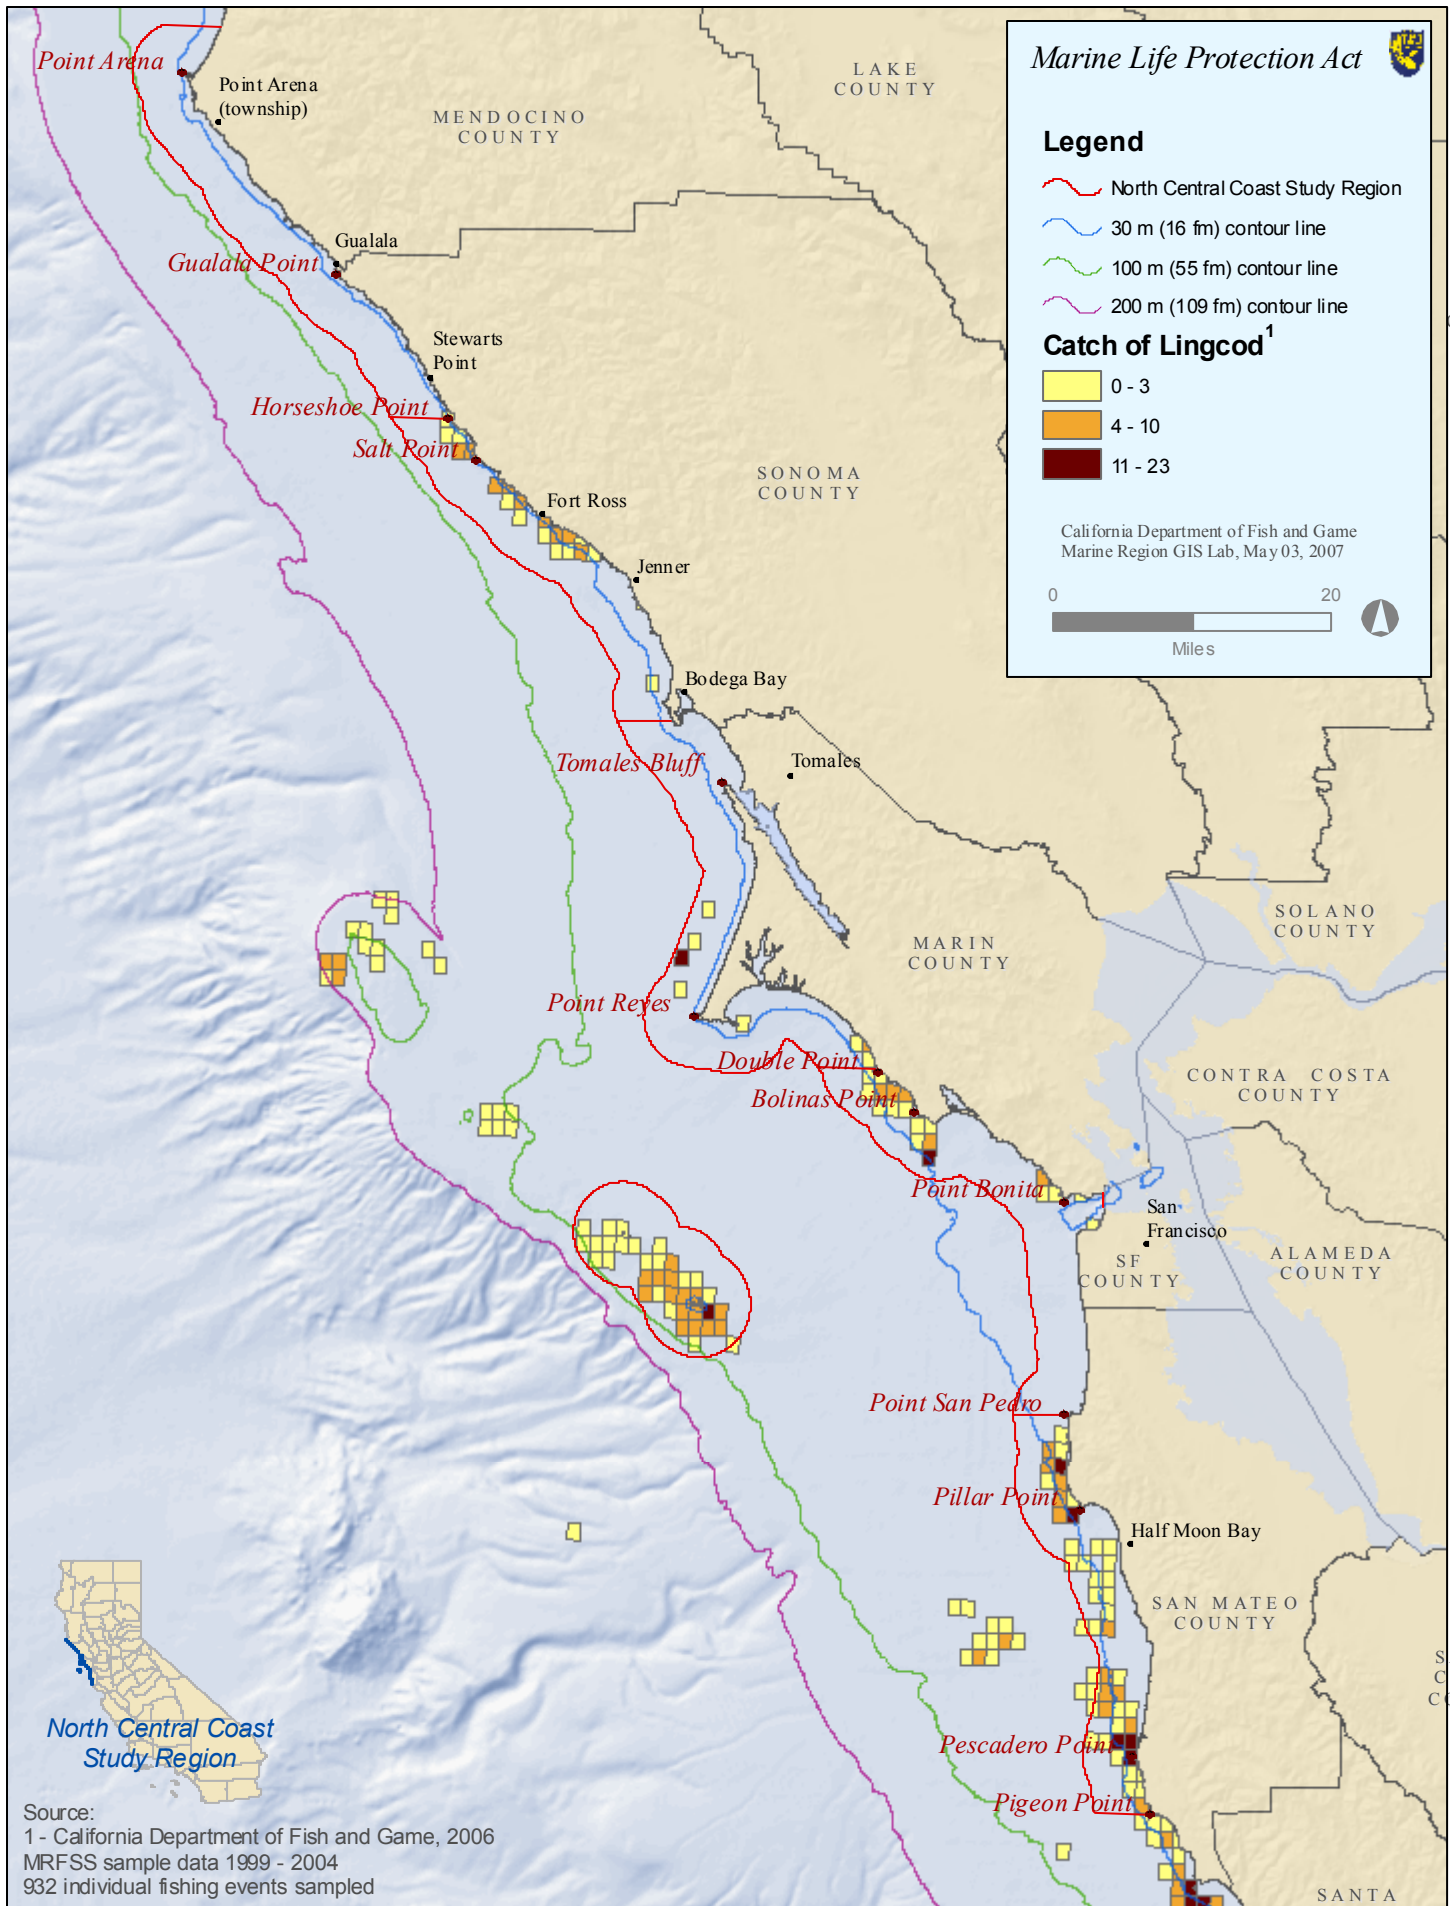 Marine Life Protection Act
Legend
North Central Coast Study Region
30 m (16 fm) contour line
100 m (55 fm) contour line
200 m (109 fm) contour line
Catch of Lingcod1
0 - 3
4 - 10
11 - 23
California Department of Fish and Game
Marine Region GIS Lab, May 03, 2007
0 20
Miles
Point Arena
Point Arena
(township)
MENDOCINO
COUNTY
LAKE
COUNTY
Gualala
Gualala Point
Stewarts
Point
Horseshoe Point
Salt Point
Fort Ross
SONOMA
COUNTY
Jenner
Bodega Bay
Tomales Bluff
Tomales
SOLANO
COUNTY
MARIN
COUNTY
Point Reyes
Double Point
Bolinas Point
CONTRA COSTA
COUNTY
Point Bonita
San
Francisco
SF
COUNTY
ALAMEDA
COUNTY
Point San Pedro
Pillar Point
Half Moon Bay
SAN MATEO
COUNTY
Pescadero Point
Pigeon Point
S
C
CO
SANTA
North Central Coast
Study Region
Source:
1 - California Department of Fish and Game, 2006
MRFSS sample data 1999 - 2004
932 individual fishing events sampled